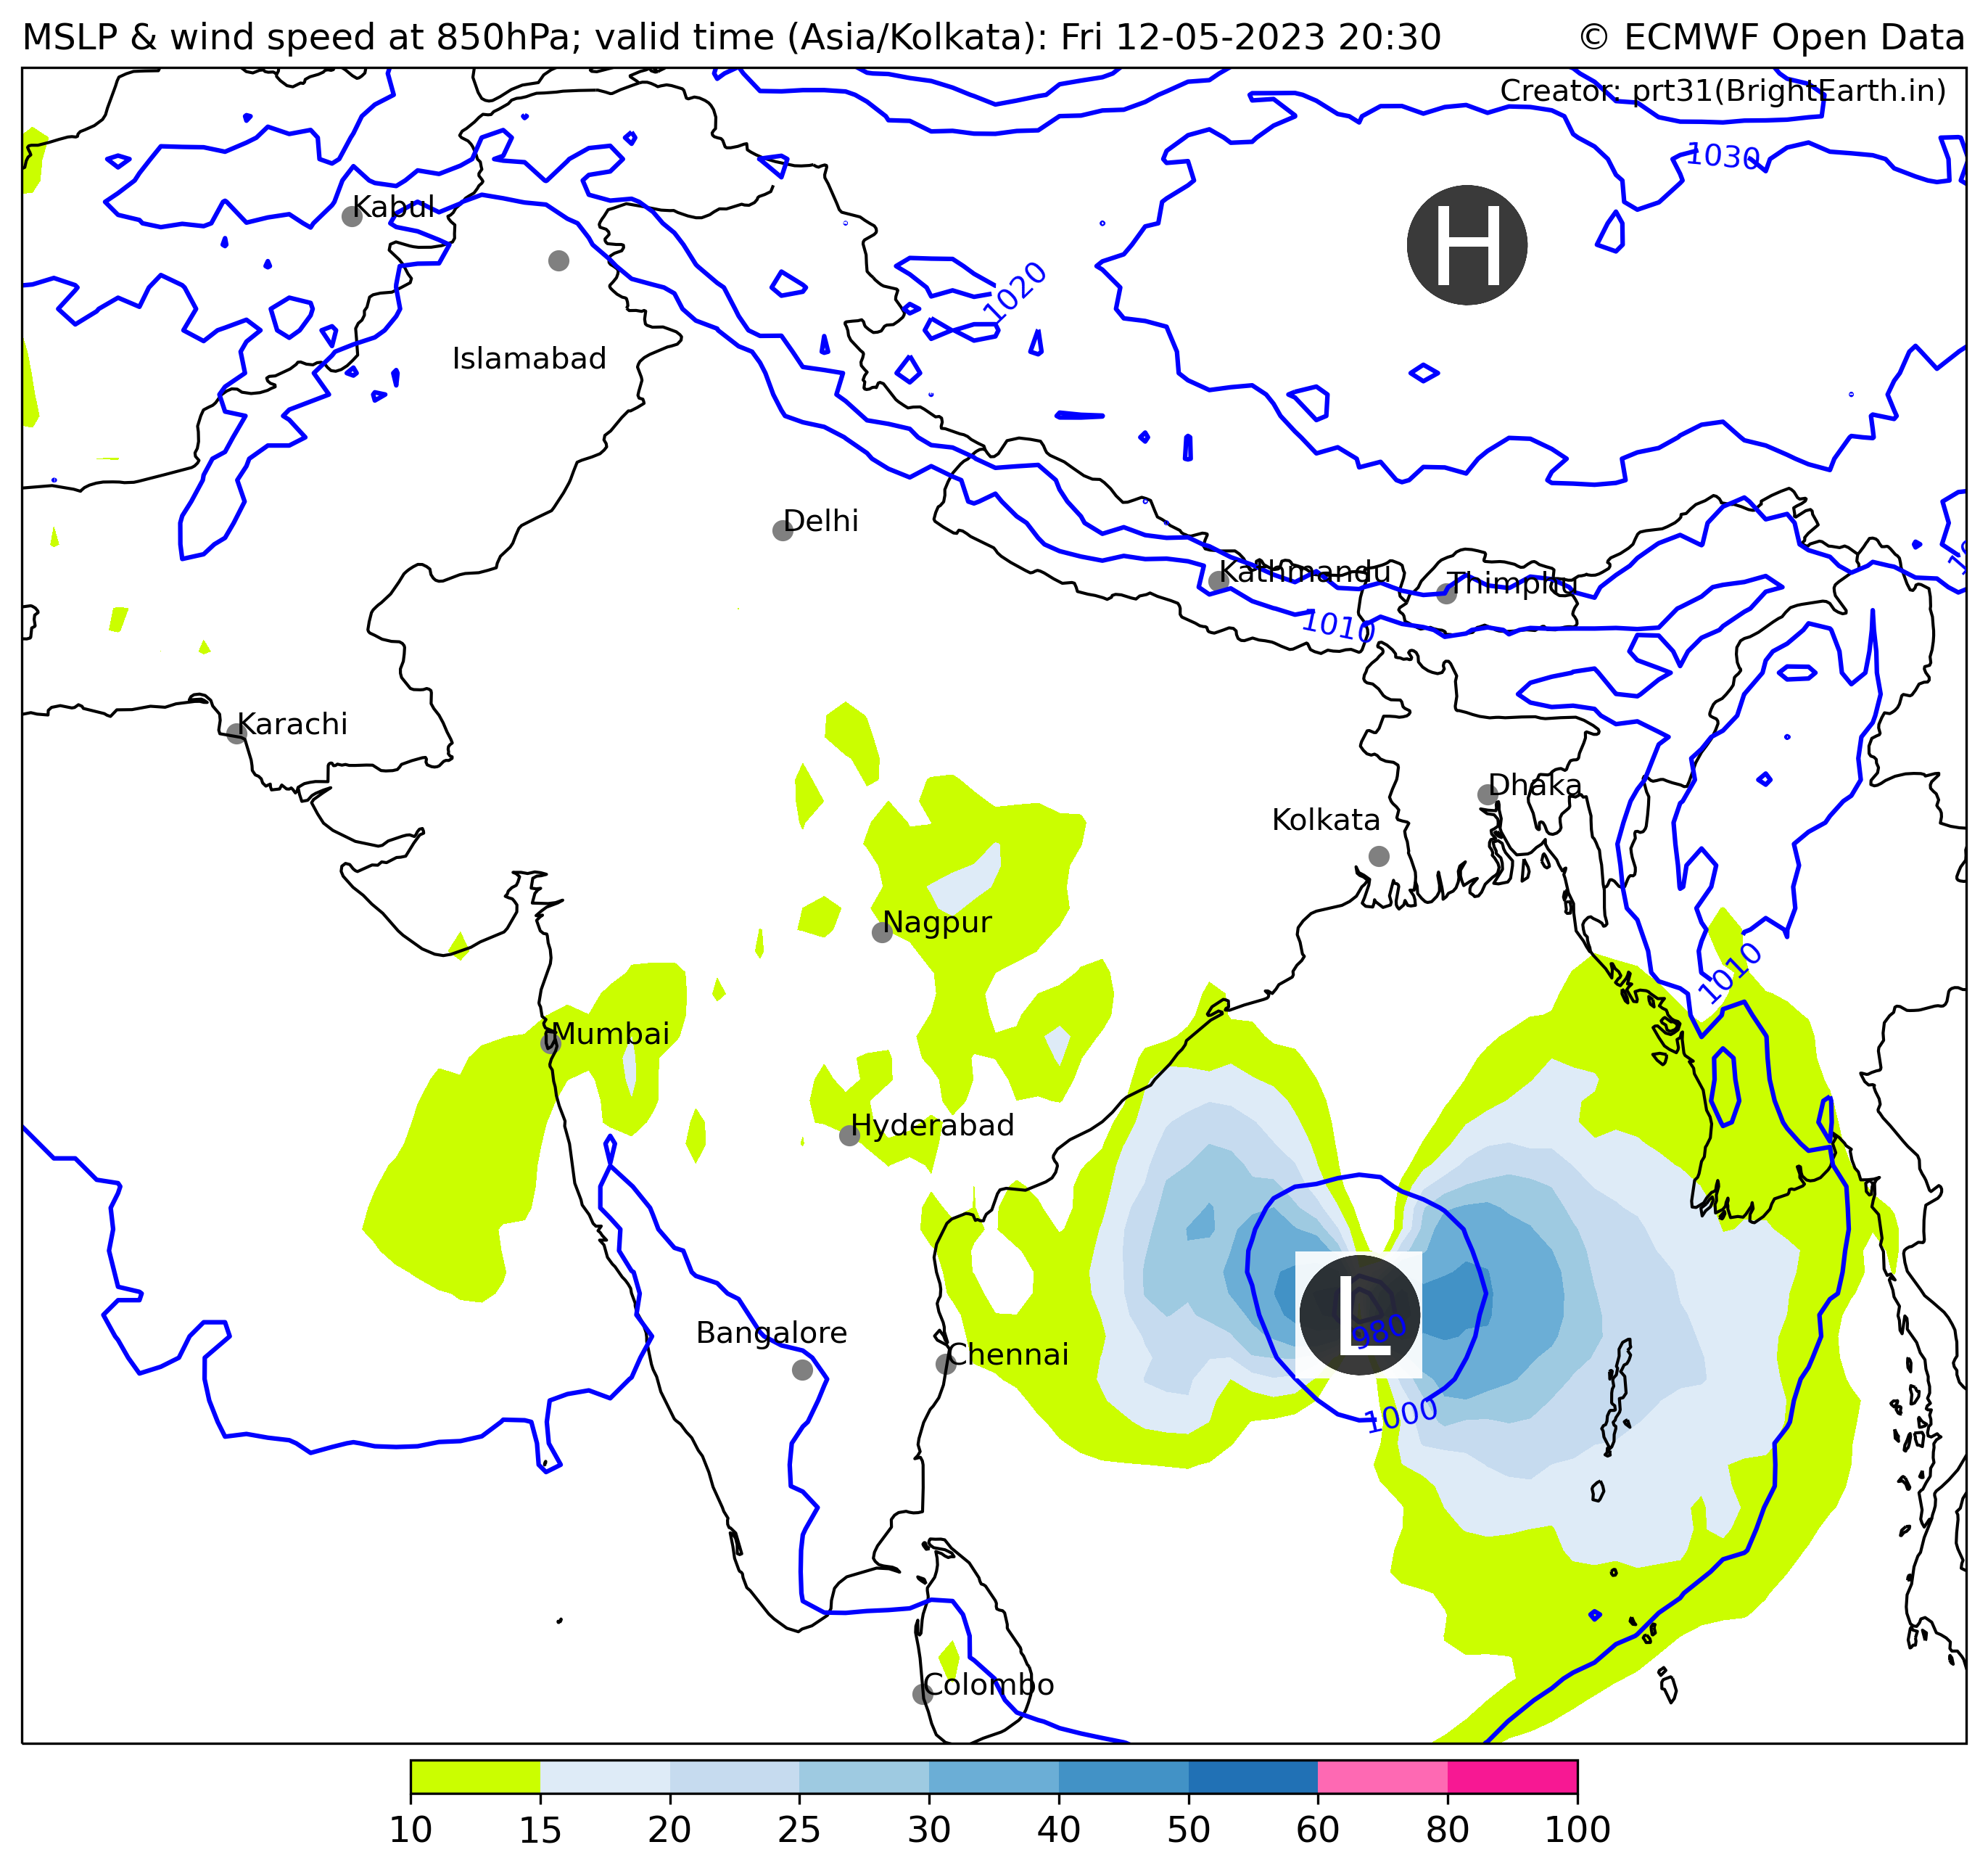 MSLP & wind speed at 850hPa; valid time (Asia/Kolkata): Fri 12-05-2023 20:30
© ECMWF Open Data
Creator: prt31(BrightEarth.in)
1030
H
Kabul
1020
Islamabad
Delhi
Kathmandu
Thimphu
1010
Karachi
Dhaka
Kolkata
Nagpur
1010
Mumbai
Hyderabad
L
980
Bangalore
Chennai
1000
Colombo
10 15 20 25 30 40 50 60 80 100